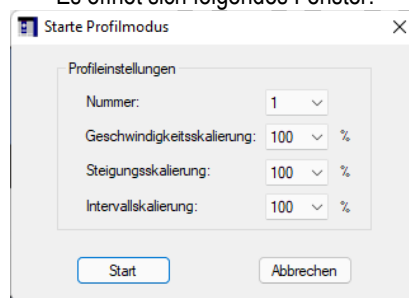 Es öffnet sich folgendes Fenster:
Starte Profilmodus
Profileinstellungen
Nummer: 1
Geschwindigkeitsskalierung: 100 %
Steigungsskalierung: 100 %
Intervallskalierung: 100 %
Start Abbrechen